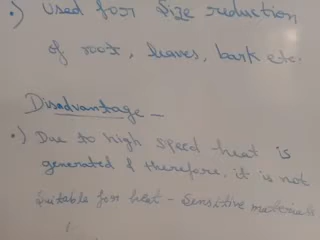 •) Used for Size reduction
of roots, leaves, bark etc.
Disadvantage -
•) Due to high speed heat is
generated & therefore, it is not
suitable for heat - sensitive materials